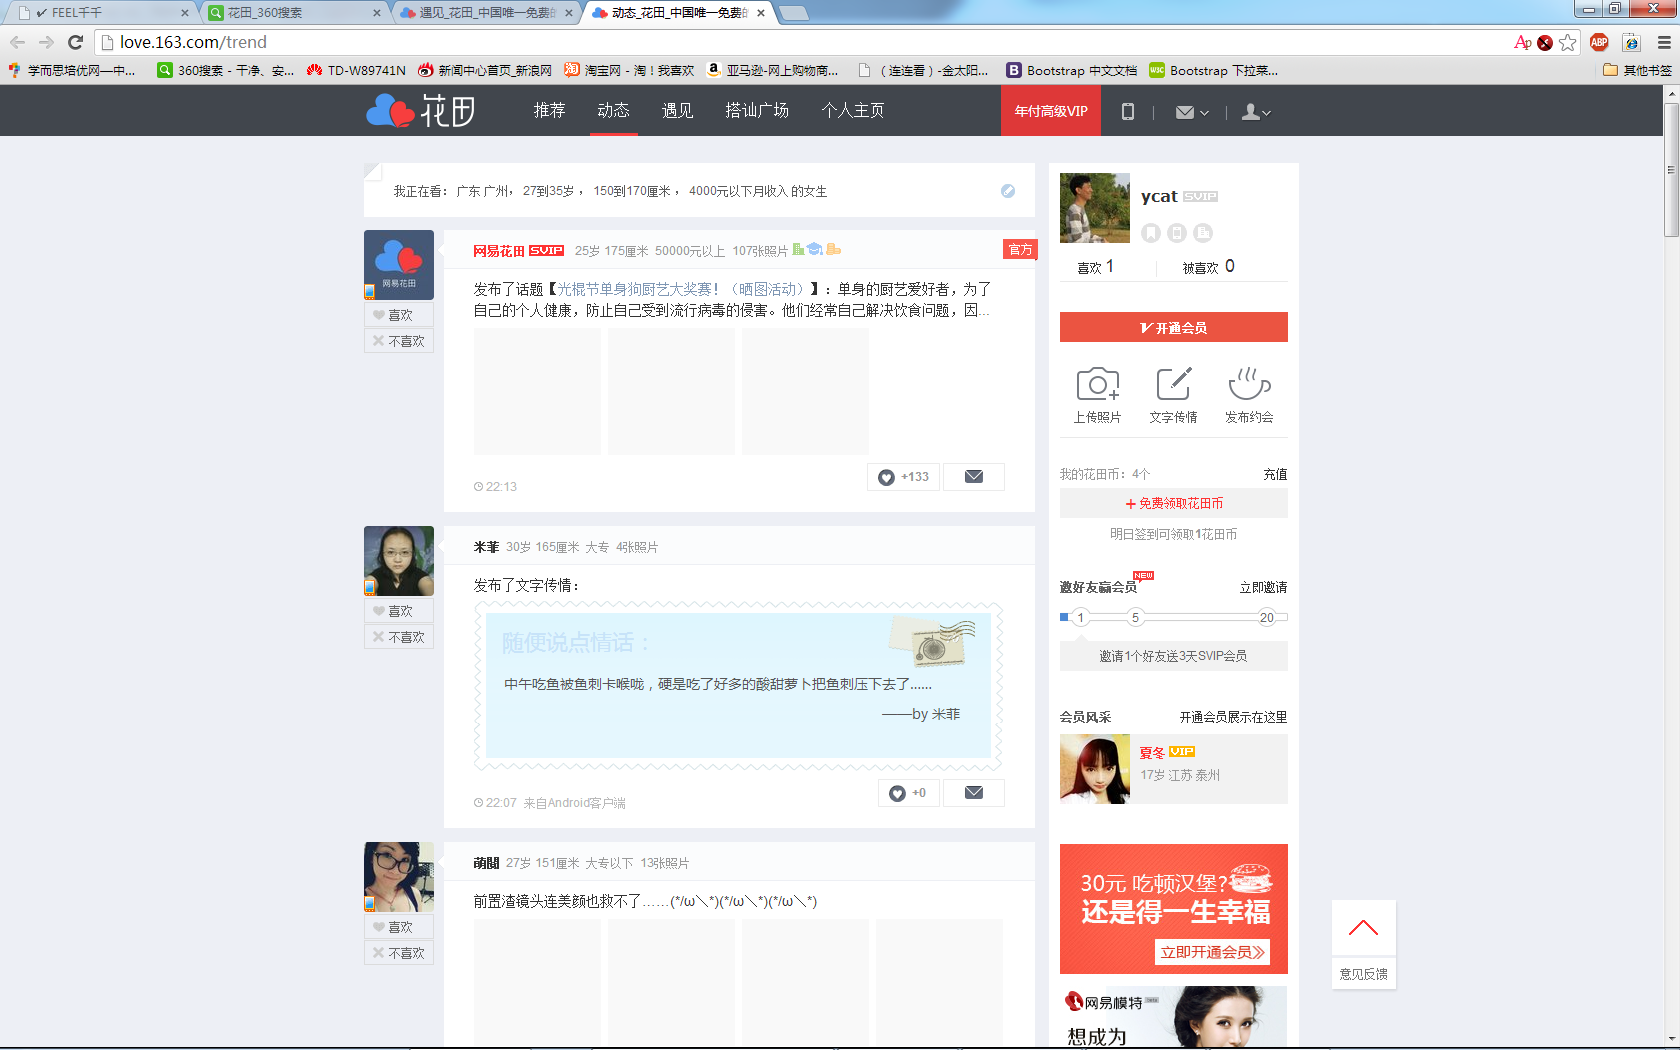 ✔ FEEL千千
花田_360搜索
遇见_花田_中国唯一免费的
动态_花田_中国唯一免费的
love.163.com/trend
学而思培优网—中...
360搜索 - 干净、安...
TD-W89741N
新闻中心首页_新浪网
淘宝网 - 淘！我喜欢
亚马逊-网上购物商...
（连连看）-金太阳...
Bootstrap 中文文档
Bootstrap 下拉菜...
其他书签
花田
推荐
动态
遇见
搭讪广场
个人主页
年付高级VIP
我正在看： 广东 广州， 27到35岁， 150到170厘米， 4000元以下月收入 的女生
网易花田 SVIP 25岁 175厘米 50000元以上 107张照片
官方
网易花田
喜欢
不喜欢
发布了话题【光棍节单身狗厨艺大奖赛！（晒图活动）】：单身的厨艺爱好者，为了
自己的个人健康，防止自己受到流行病毒的侵害。他们经常自己解决饮食问题，因...
22:13
+133
米菲 30岁 165厘米 大专 4张照片
喜欢
不喜欢
发布了文字传情：
随便说点情话：
中午吃鱼被鱼刺卡喉咙，硬是吃了好多的酸甜萝卜把鱼刺压下去了......
——by 米菲
22:07 来自Android客户端
+0
萌閮 27岁 151厘米 大专以下 13张照片
喜欢
不喜欢
前置渣镜头连美颜也救不了……(*/ω＼*)(*/ω＼*)(*/ω＼*)
ycat SVIP
喜欢 1
被喜欢 0
开通会员
上传照片
文字传情
发布约会
我的花田币：4个
充值
+ 免费领取花田币
明日签到可领取1花田币
邀好友赢会员 NEW
立即邀请
1
5
20
邀请1个好友送3天SVIP会员
会员风采
开通会员展示在这里
夏冬 VIP
17岁 江苏 泰州
30元 吃顿汉堡?
还是得一生幸福
立即开通会员
网易模特
想成为
意见反馈